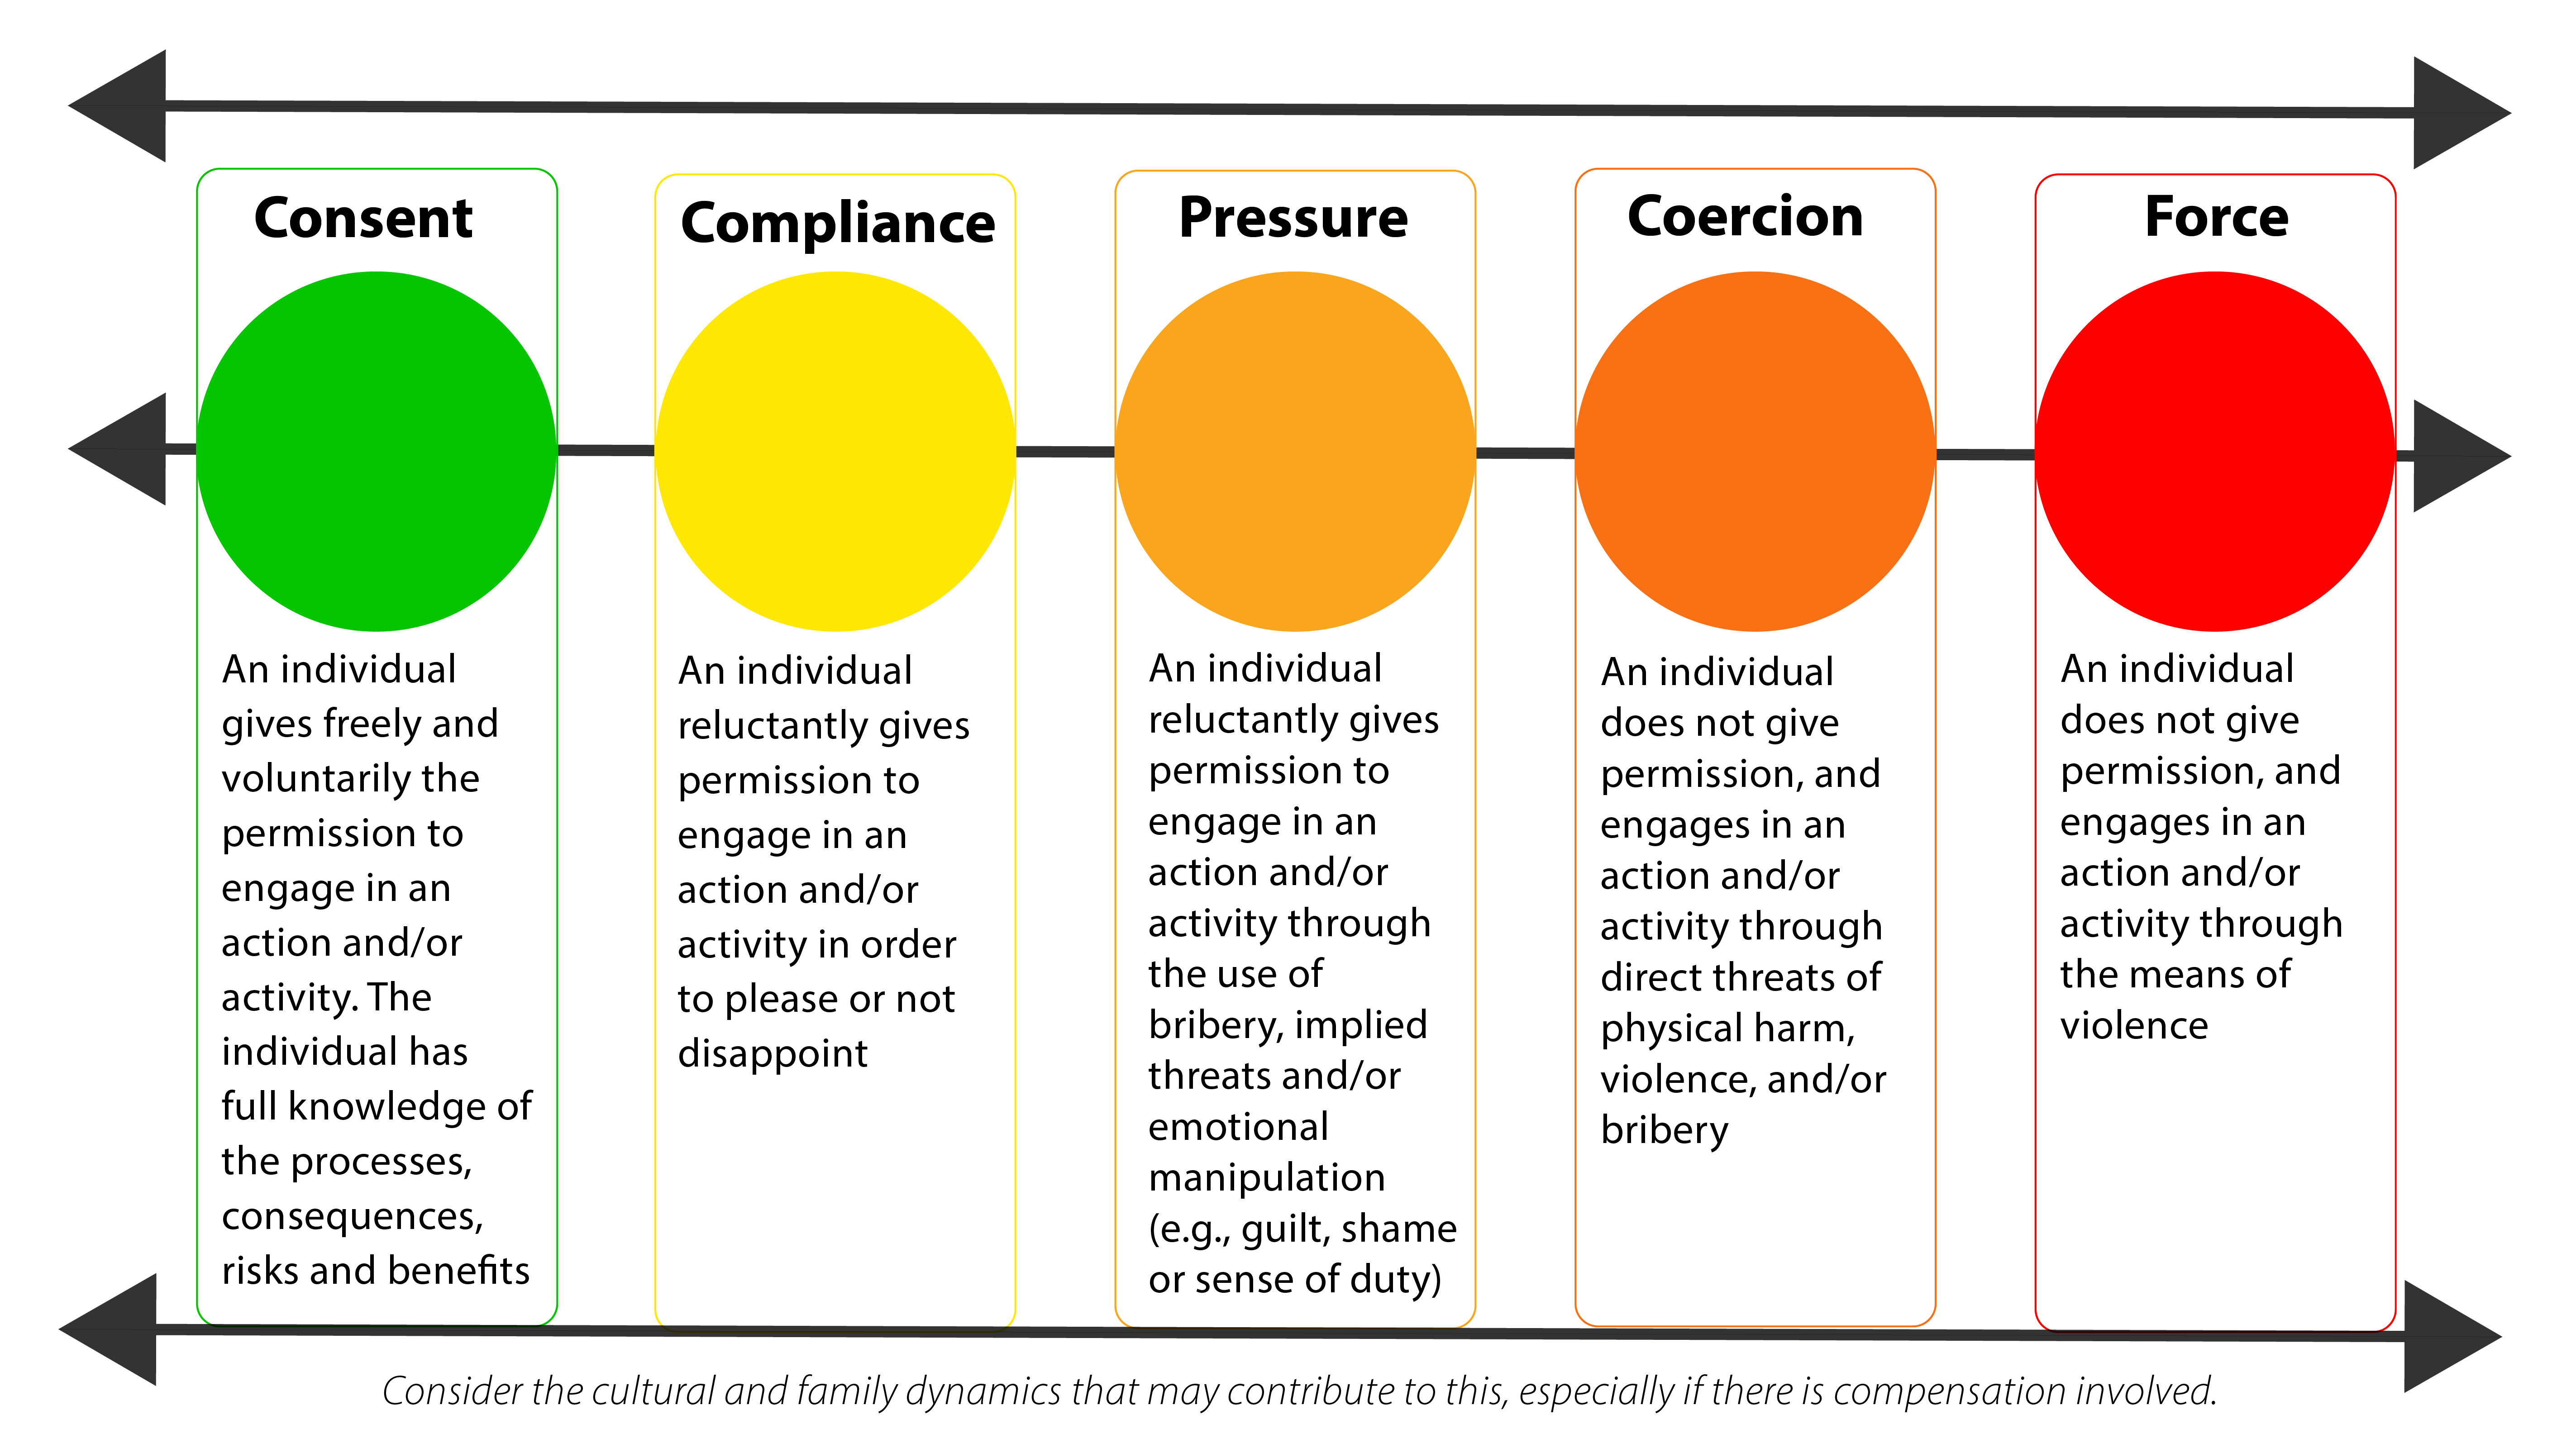 Consent
An individual
gives freely and
voluntarily the
permission to
engage in an
action and/or
activity. The
individual has
full knowledge of
the processes,
consequences,
risks and benefits
Compliance
An individual
reluctantly gives
permission to
engage in an
action and/or
activity in order
to please or not
disappoint
Pressure
An individual
reluctantly gives
permission to
engage in an
action and/or
activity through
the use of
bribery, implied
threats and/or
emotional
manipulation
(e.g., guilt, shame
or sense of duty)
Coercion
An individual
does not give
permission, and
engages in an
action and/or
activity through
direct threats of
physical harm,
violence, and/or
bribery
Force
An individual
does not give
permission, and
engages in an
action and/or
activity through
the means of
violence
Consider the cultural and family dynamics that may contribute to this, especially if there is compensation involved.